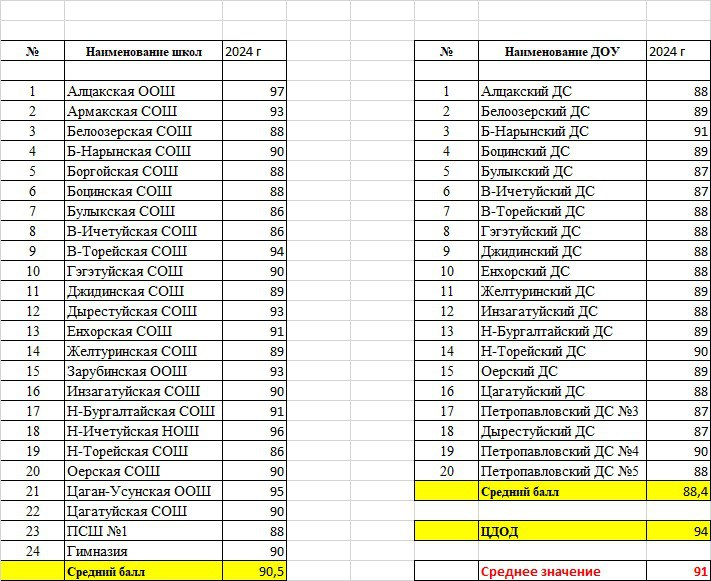 № Наименование школ 2024 г
1 Алцакская ООШ 97
2 Армакская СОШ 93
3 Белоозерская СОШ 88
4 Б-Нарынская СОШ 90
5 Боргойская СОШ 88
6 Боцинская СОШ 88
7 Булыкская СОШ 86
8 В-Ичетуйская СОШ 86
9 В-Торейская СОШ 94
10 Гэгэтуйская СОШ 90
11 Джидинская СОШ 89
12 Дырестуйская СОШ 93
13 Енхорская СОШ 91
14 Желтуринская СОШ 89
15 Зарубинская ООШ 93
16 Инзагатуйская СОШ 90
17 Н-Бургалтайская СОШ 91
18 Н-Ичетуйская НОШ 96
19 Н-Торейская СОШ 86
20 Оерская СОШ 90
21 Цаган-Усунская ООШ 95
22 Цагатуйская СОШ 90
23 ПСШ №1 88
24 Гимназия 90
Средний балл 90,5
№ Наименование ДОУ 2024 г
1 Алцакский ДС 88
2 Белоозерский ДС 89
3 Б-Нарынский ДС 91
4 Боцинский ДС 89
5 Булыкский ДС 87
6 В-Ичетуйский ДС 87
7 В-Торейский ДС 88
8 Гэгэтуйский ДС 88
9 Джидинский ДС 88
10 Енхорский ДС 88
11 Желтуринский ДС 89
12 Инзагатуйский ДС 88
13 Н-Бургалтайский ДС 89
14 Н-Торейский ДС 90
15 Оерский ДС 89
16 Цагатуйский ДС 88
17 Петропавловский ДС №3 87
18 Дырестуйский ДС 87
19 Петропавловский ДС №4 90
20 Петропавловский ДС №5 88
Средний балл 88,4
ЦДОД 94
Среднее значение 91